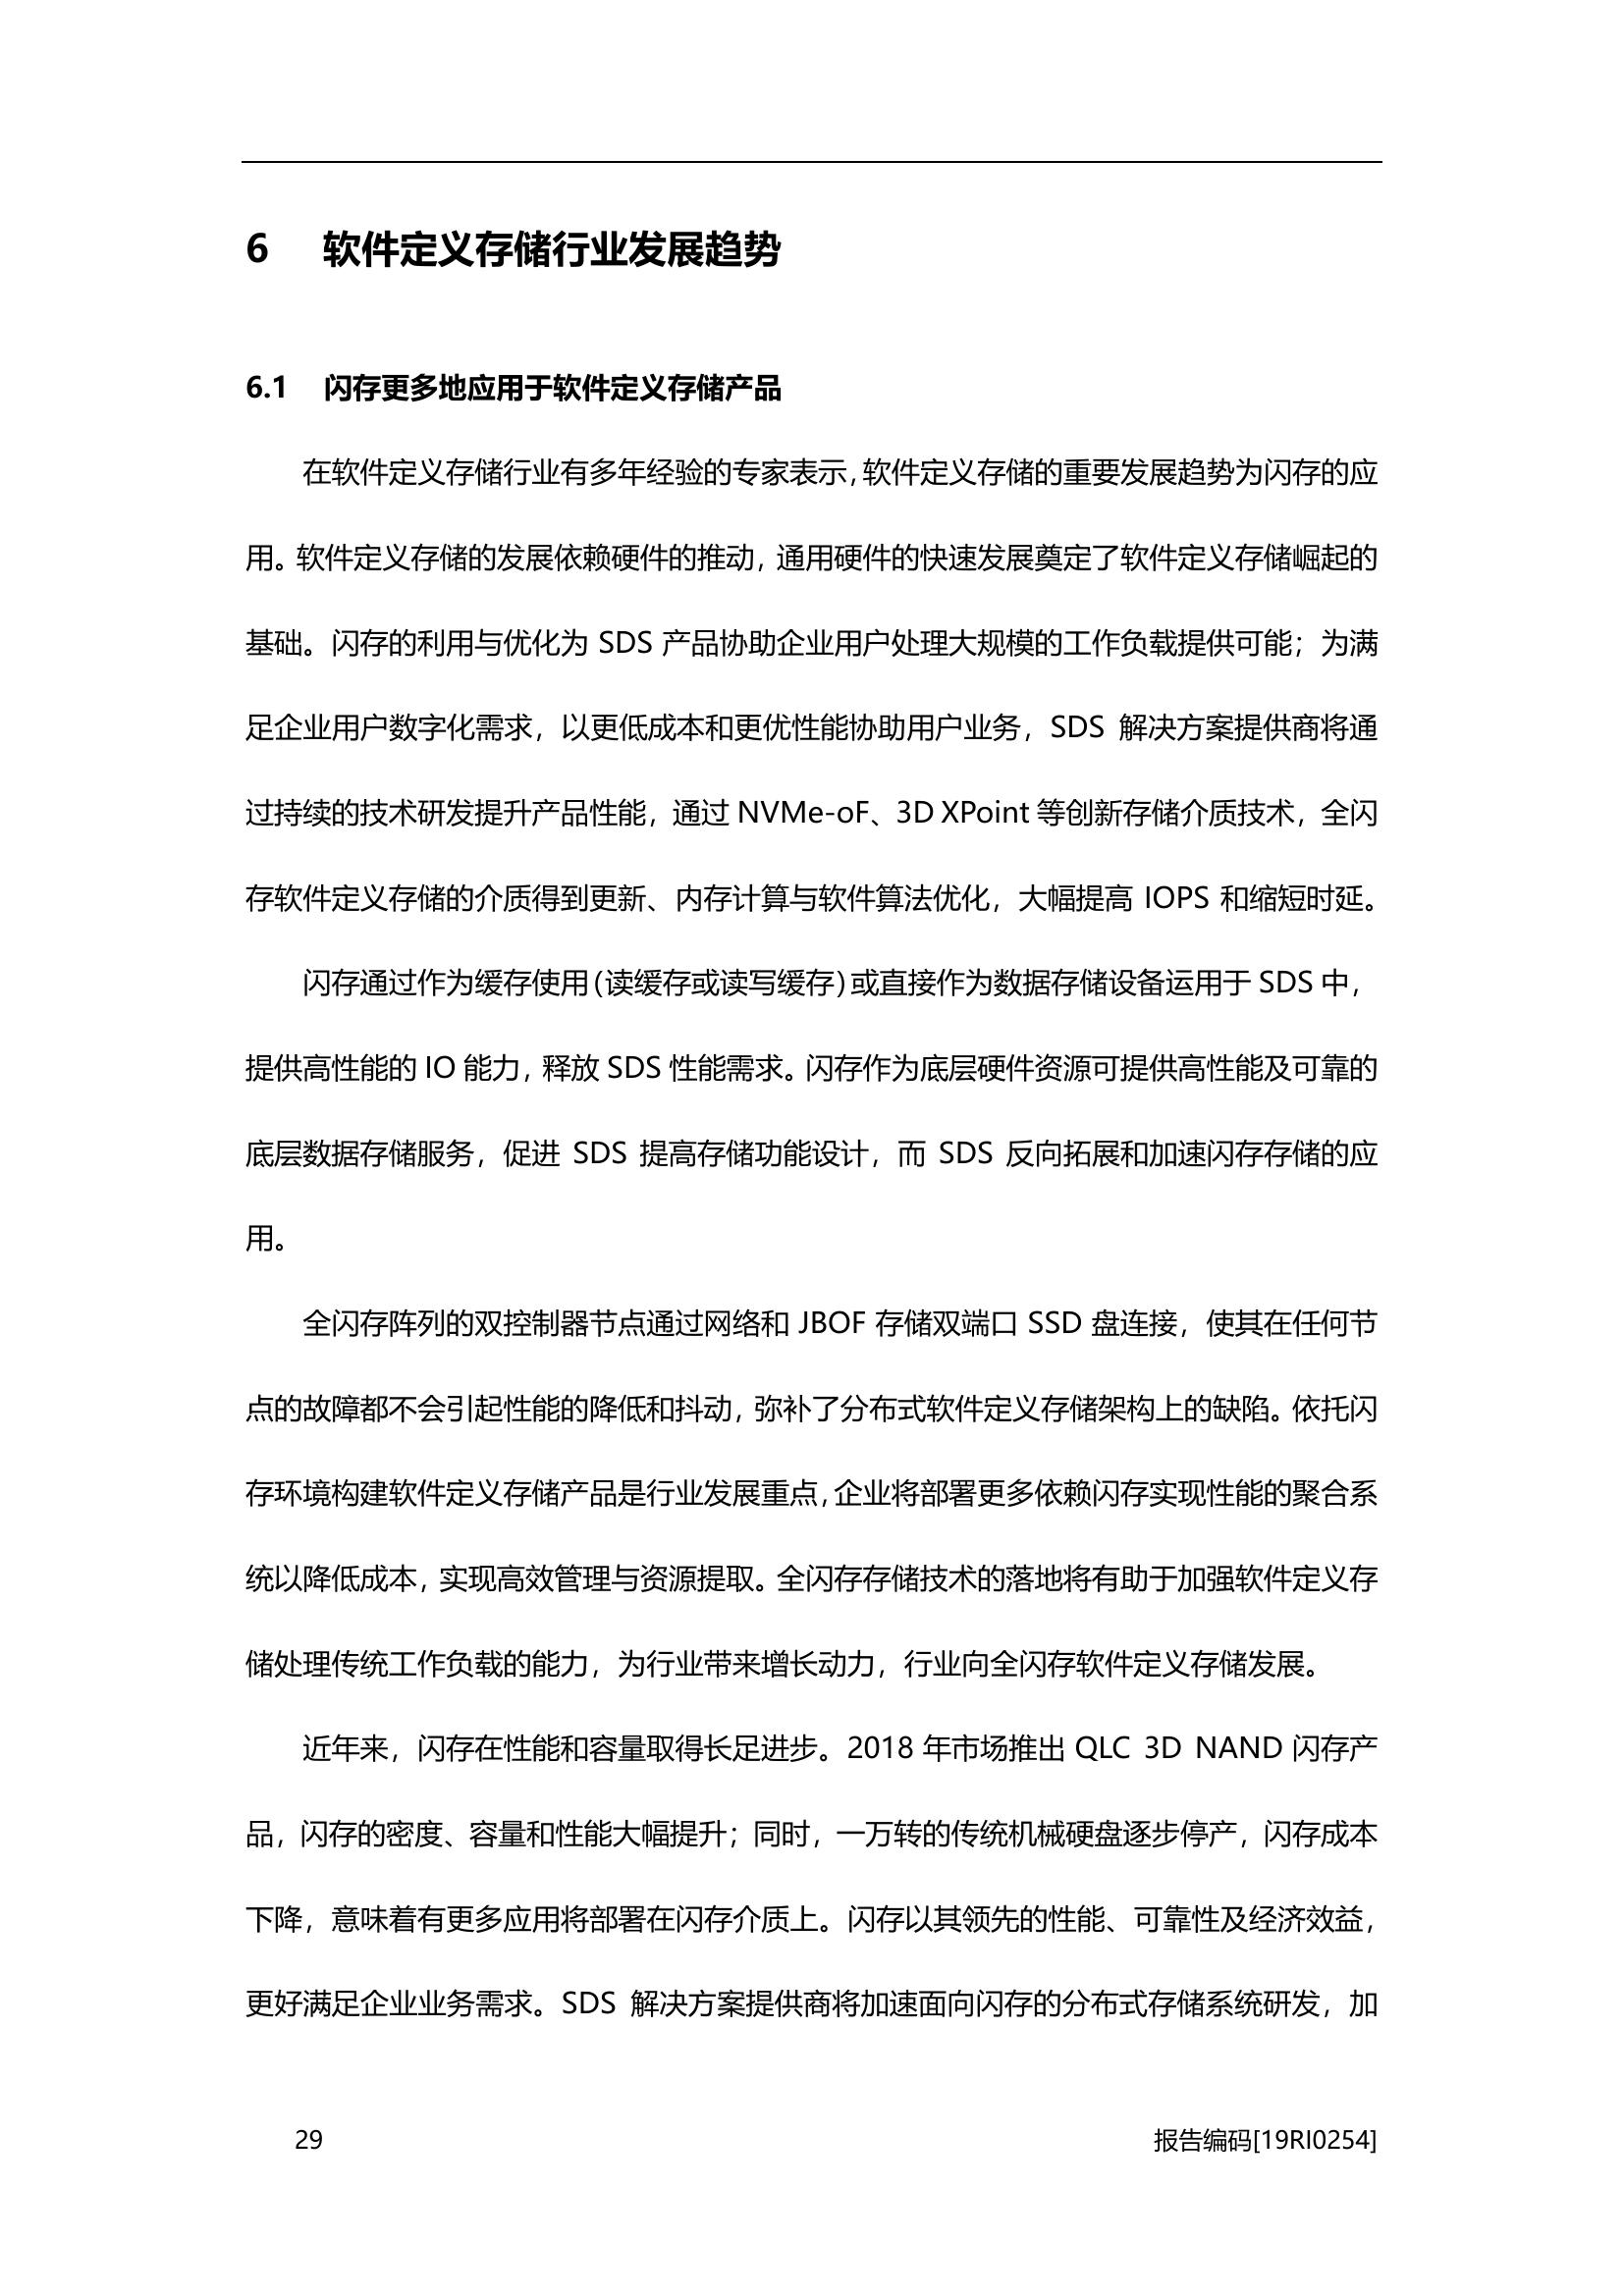 6 软件定义存储行业发展趋势
6.1 闪存更多地应用于软件定义存储产品
在软件定义存储行业有多年经验的专家表示，软件定义存储的重要发展趋势为闪存的应
用。软件定义存储的发展依赖硬件的推动，通用硬件的快速发展奠定了软件定义存储崛起的
基础。闪存的利用与优化为 SDS 产品协助企业用户处理大规模的工作负载提供可能；为满
足企业用户数字化需求，以更低成本和更优性能协助用户业务，SDS 解决方案提供商将通
过持续的技术研发提升产品性能，通过 NVMe-oF、3D XPoint 等创新存储介质技术，全闪
存软件定义存储的介质得到更新、内存计算与软件算法优化，大幅提高 IOPS 和缩短时延。
闪存通过作为缓存使用（读缓存或读写缓存）或直接作为数据存储设备运用于 SDS 中，
提供高性能的 IO 能力，释放 SDS 性能需求。闪存作为底层硬件资源可提供高性能及可靠的
底层数据存储服务，促进 SDS 提高存储功能设计，而 SDS 反向拓展和加速闪存存储的应
用。
全闪存阵列的双控制器节点通过网络和 JBOF 存储双端口 SSD 盘连接，使其在任何节
点的故障都不会引起性能的降低和抖动，弥补了分布式软件定义存储架构上的缺陷。依托闪
存环境构建软件定义存储产品是行业发展重点，企业将部署更多依赖闪存实现性能的聚合系
统以降低成本，实现高效管理与资源提取。全闪存存储技术的落地将有助于加强软件定义存
储处理传统工作负载的能力，为行业带来增长动力，行业向全闪存软件定义存储发展。
近年来，闪存在性能和容量取得长足进步。2018 年市场推出 QLC 3D NAND 闪存产
品，闪存的密度、容量和性能大幅提升；同时，一万转的传统机械硬盘逐步停产，闪存成本
下降，意味着有更多应用将部署在闪存介质上。闪存以其领先的性能、可靠性及经济效益，
更好满足企业业务需求。SDS 解决方案提供商将加速面向闪存的分布式存储系统研发，加
29 报告编码[19RI0254]